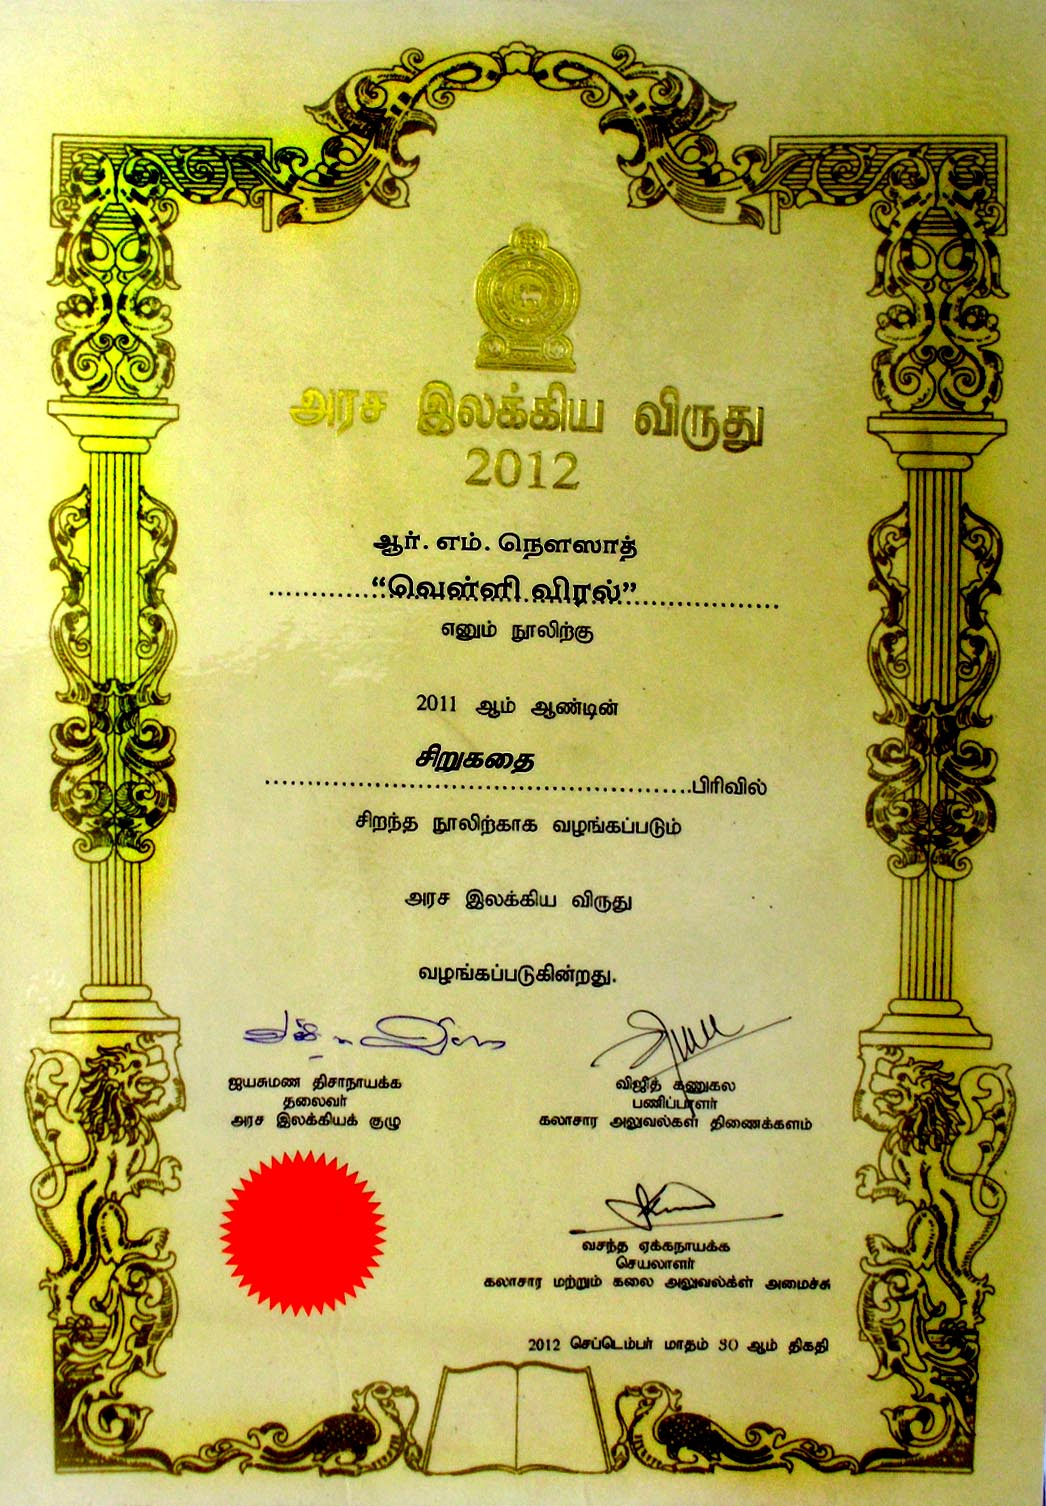 அரச இலக்கிய விருது
2012
ஆர். எம். நௌஸாத்
“வெள்ளி விரல்”
எனும் நூலிற்கு
2011 ஆம் ஆண்டின்
சிறுகதை
பிரிவில்
சிறந்த நூலிற்காக வழங்கப்படும்
அரச இலக்கிய விருது
வழங்கப்படுகின்றது.
ஜயசுமண திசாநாயக்க
தலைவர்
அரச இலக்கியக் குழு
விஜித் கணுகல
பணிப்பாளர்
கலாசார அலுவல்கள் திணைக்களம்
வசந்த ஏக்கநாயக்க
செயலாளர்
கலாசார மற்றும் கலை அலுவல்க்ள் அமைச்சு
2012 செப்டெம்பர் மாதம் 30 ஆம் திகதி